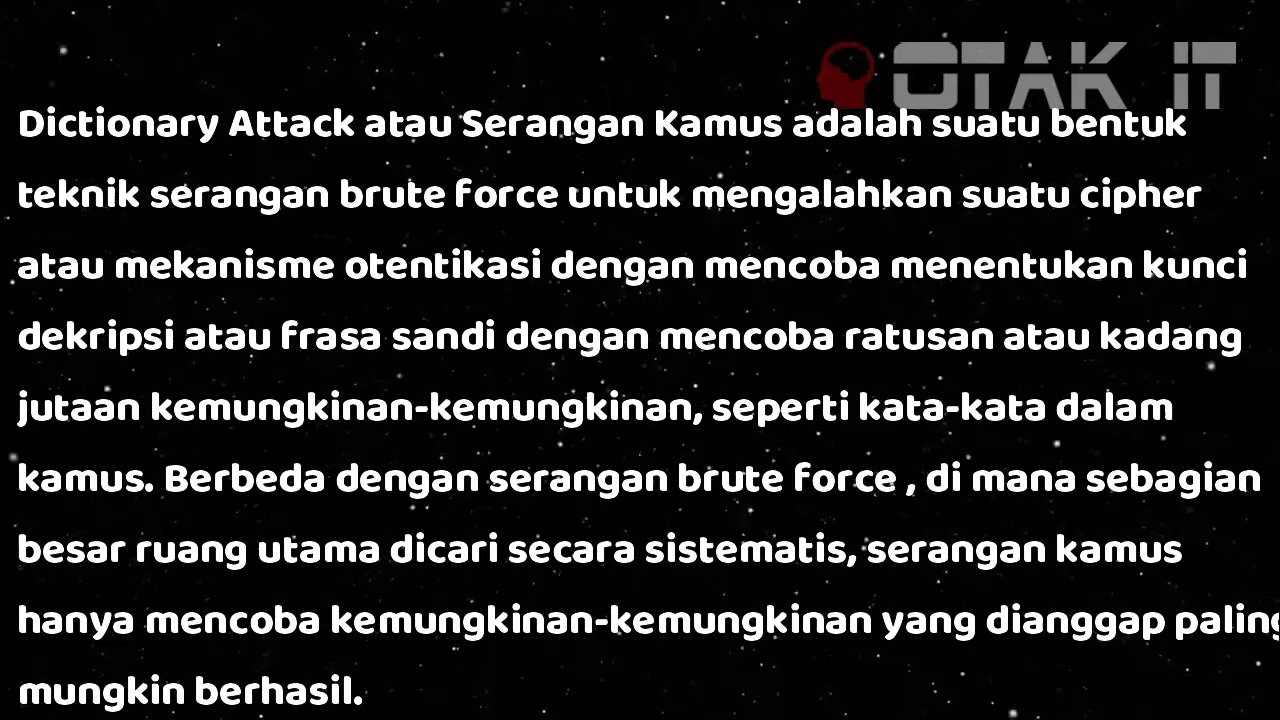 OTAK IT
Dictionary Attack atau Serangan Kamus adalah suatu bentuk
teknik serangan brute force untuk mengalahkan suatu cipher
atau mekanisme otentikasi dengan mencoba menentukan kunci
dekripsi atau frasa sandi dengan mencoba ratusan atau kadang
jutaan kemungkinan-kemungkinan, seperti kata-kata dalam
kamus. Berbeda dengan serangan brute force , di mana sebagian
besar ruang utama dicari secara sistematis, serangan kamus
hanya mencoba kemungkinan-kemungkinan yang dianggap paling
mungkin berhasil.